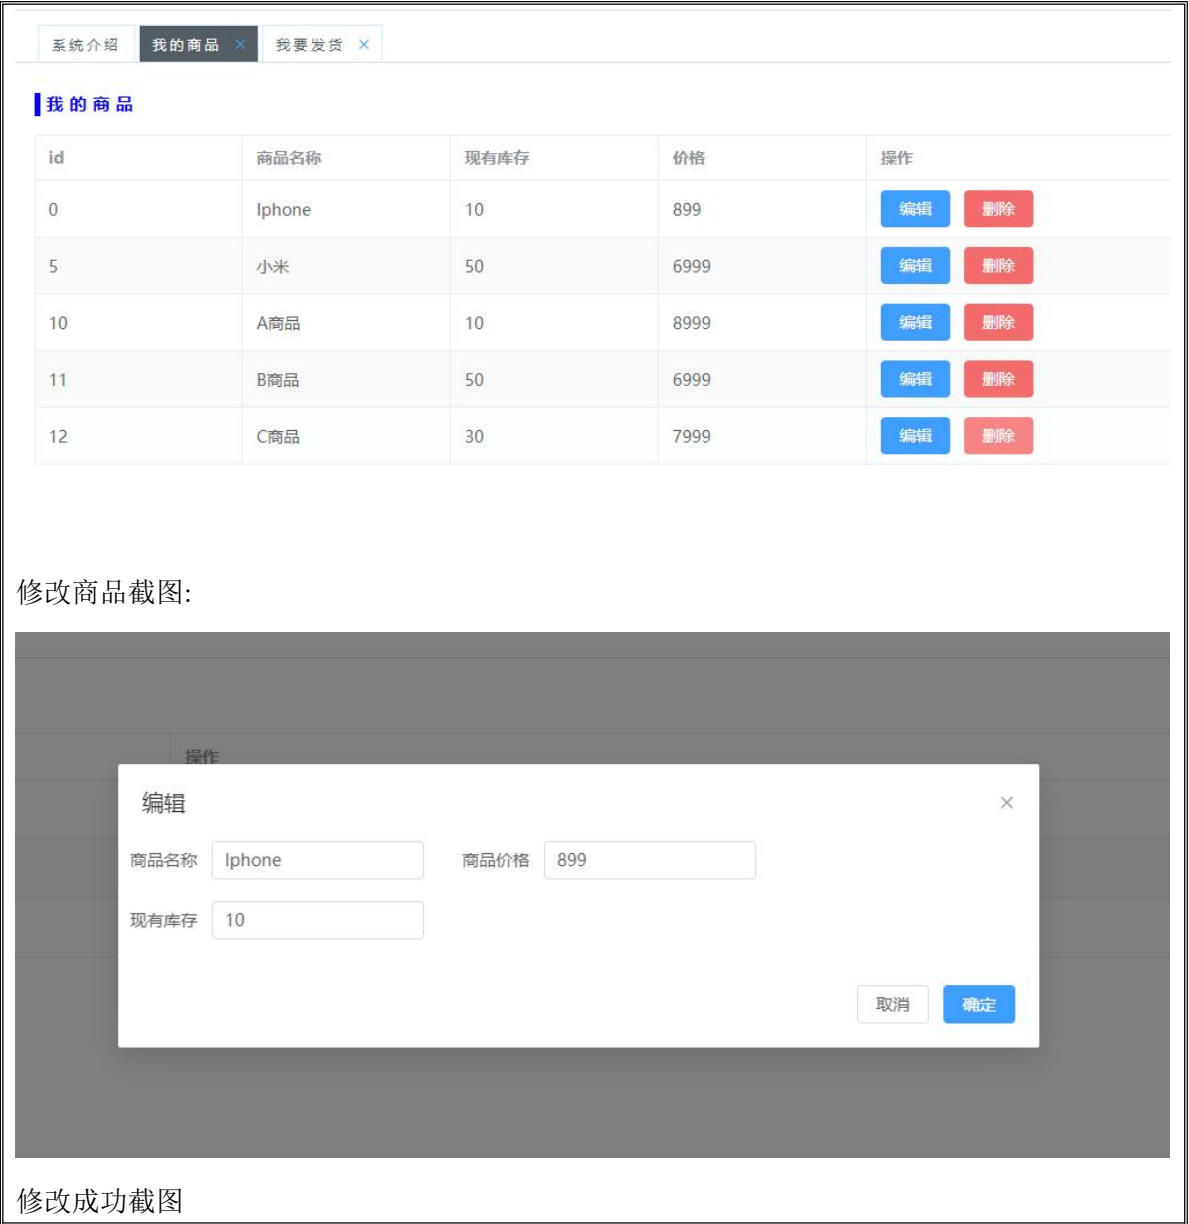 系统介绍 我的商品 × 我要发货 ×
我的商品
id 商品名称 现有库存 价格 操作
0 Iphone 10 899 编辑 删除
5 小米 50 6999 编辑 删除
10 A商品 10 8999 编辑 删除
11 B商品 50 6999 编辑 删除
12 C商品 30 7999 编辑 删除
修改商品截图:
操作
编辑 ×
商品名称 Iphone 商品价格 899
现有库存 10
取消 确定
修改成功截图